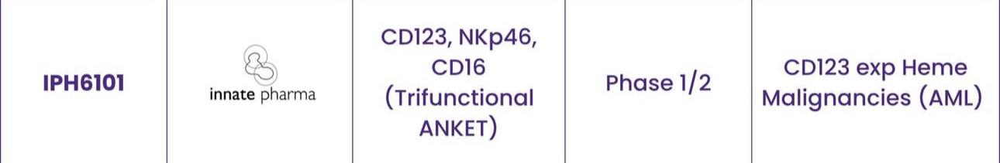 IPH6101
innate pharma
CD123, NKp46,
CD16
(Trifunctional
ANKET)
Phase 1/2
CD123 exp Heme
Malignancies (AML)